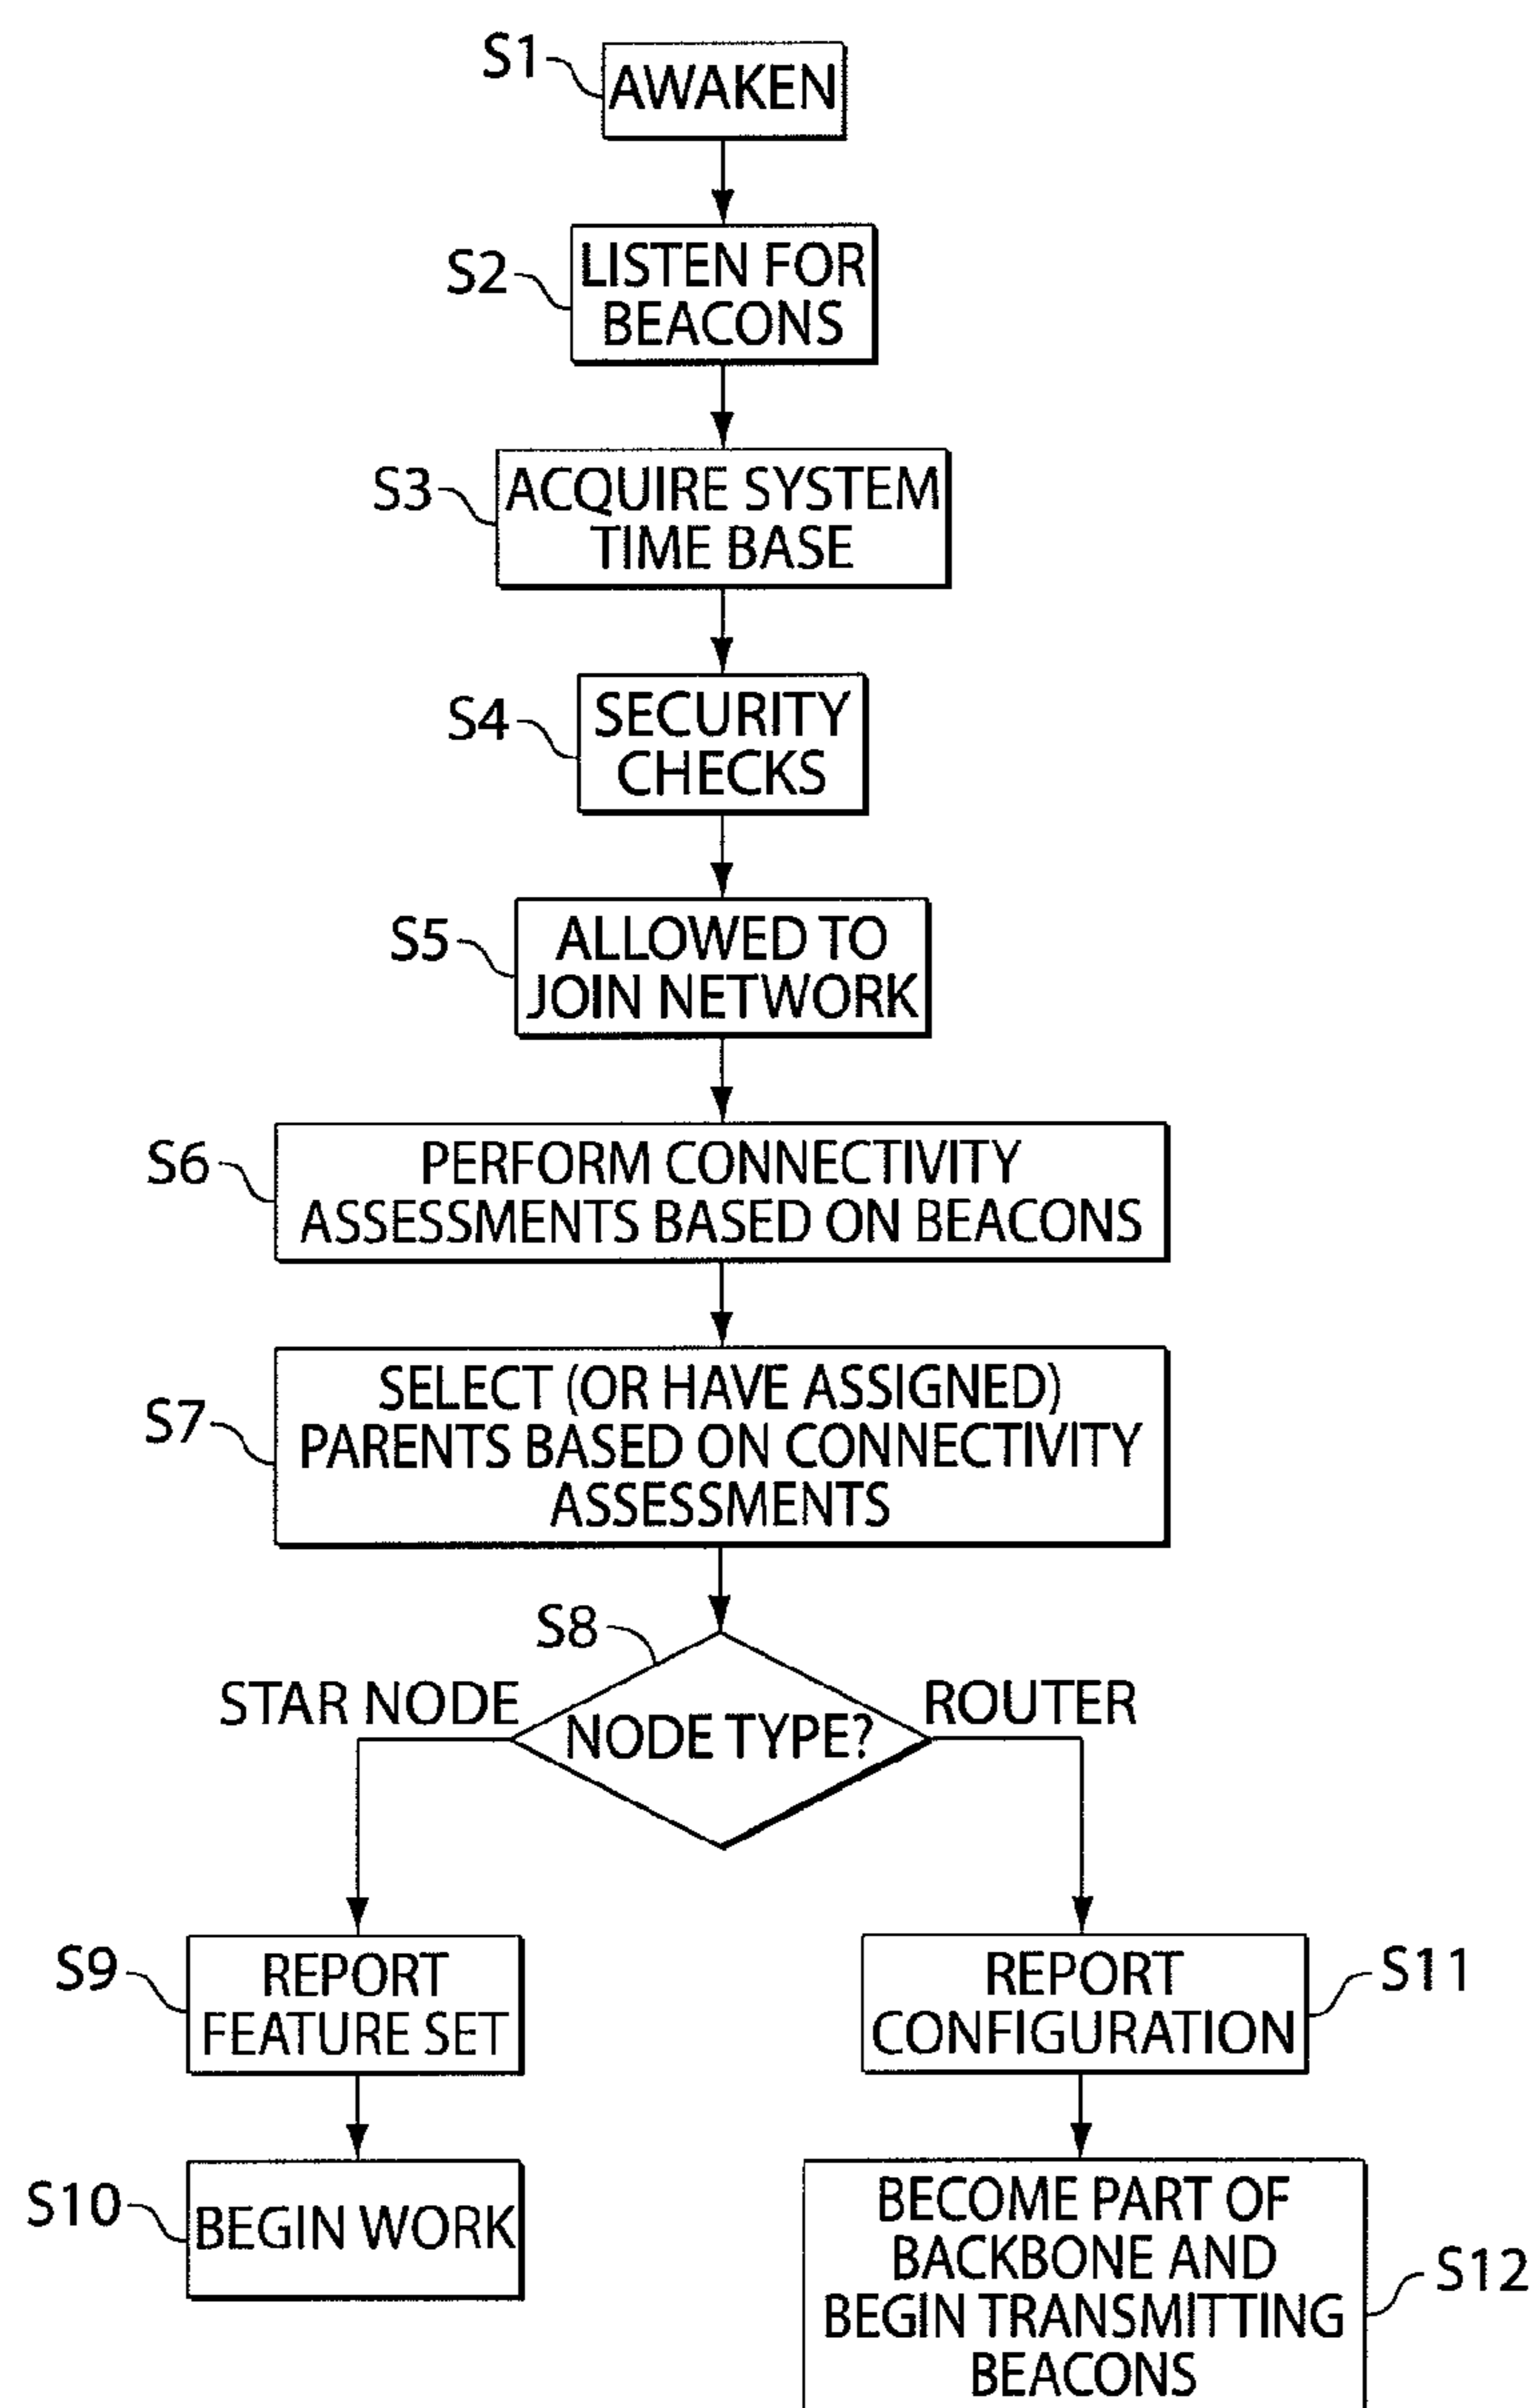 S1
AWAKEN
S2
LISTEN FOR
BEACONS
S3
ACQUIRE SYSTEM
TIME BASE
S4
SECURITY
CHECKS
S5
ALLOWED TO
JOIN NETWORK
S6
PERFORM CONNECTIVITY
ASSESSMENTS BASED ON BEACONS
S7
SELECT (OR HAVE ASSIGNED)
PARENTS BASED ON CONNECTIVITY
ASSESSMENTS
S8
NODE TYPE?
STAR NODE
ROUTER
S9
REPORT
FEATURE SET
S10
BEGIN WORK
S11
REPORT
CONFIGURATION
S12
BECOME PART OF
BACKBONE AND
BEGIN TRANSMITTING
BEACONS